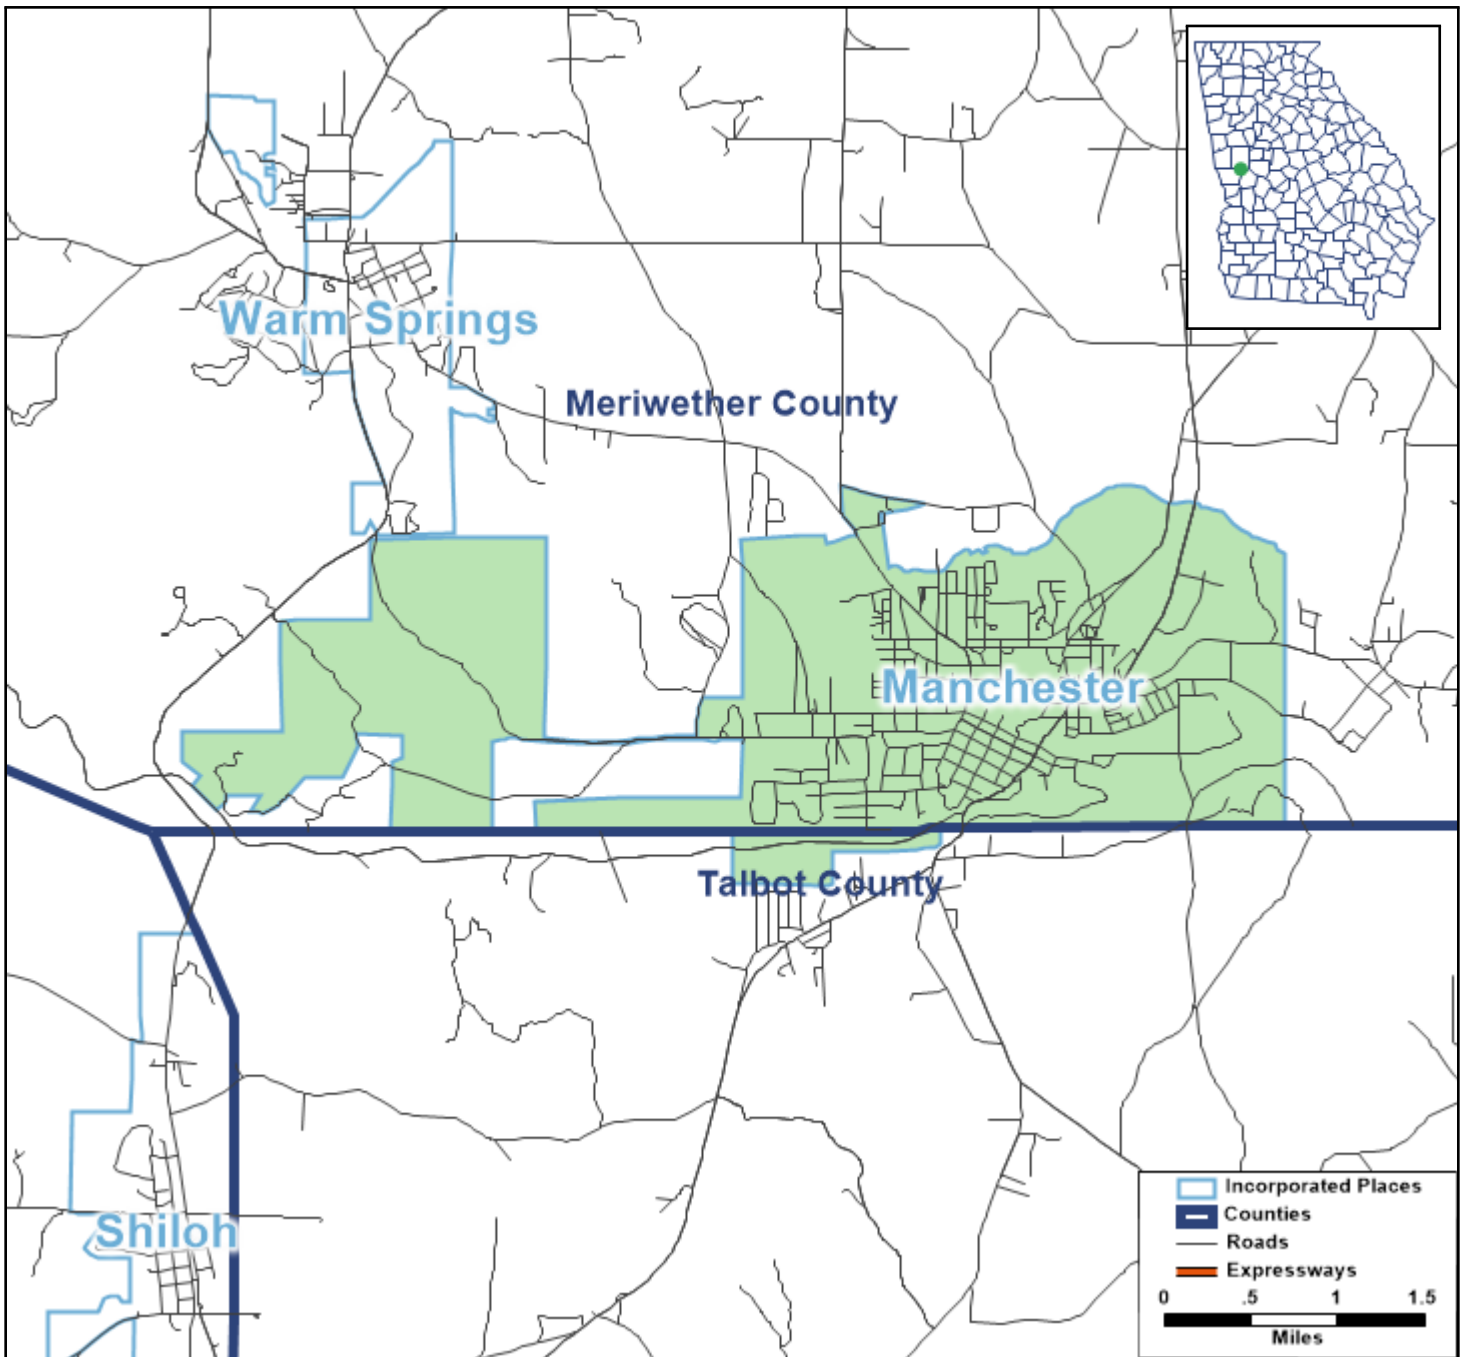 Warm Springs
Meriwether County
Manchester
Talbot County
Shiloh
Incorporated Places
Counties
Roads
Expressways
0 .5 1 1.5
Miles